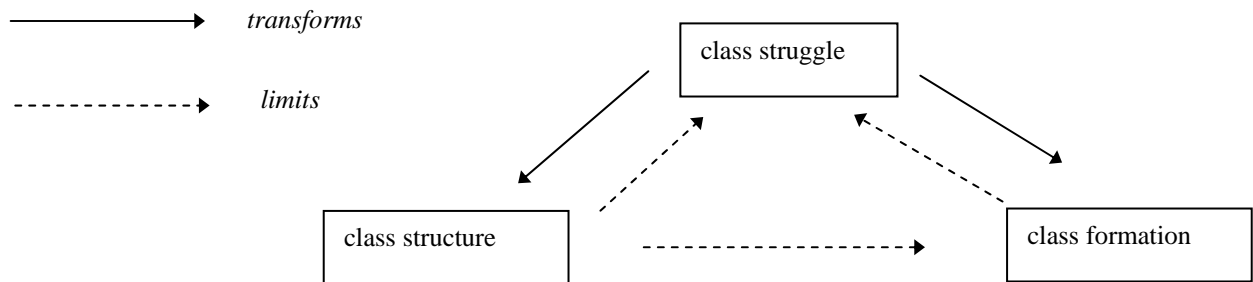 transforms
class struggle
limits
class structure
class formation